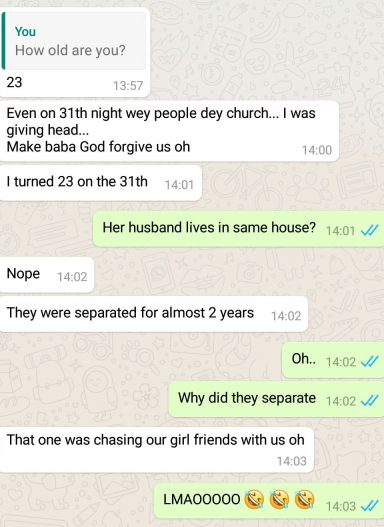 You
How old are you?
23
13:57
Even on 31th night wey people dey church... I was
giving head...
Make baba God forgive us oh
14:00
I turned 23 on the 31th 14:01
Her husband lives in same house? 14:01
Nope 14:02
They were separated for almost 2 years 14:02
Oh.. 14:02
Why did they separate 14:02
That one was chasing our girl friends with us oh
14:03
LMAOOOOO 🤣 🤣 🤣 14:03